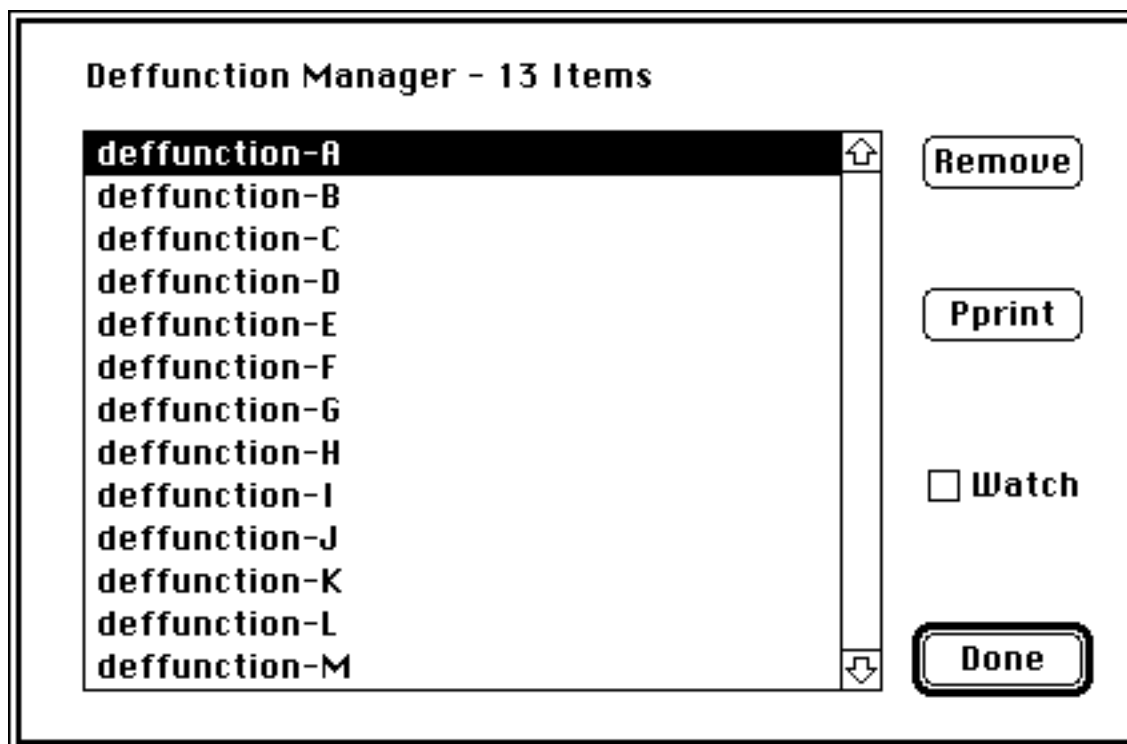 Deffunction Manager - 13 Items
deffunction-A
deffunction-B
deffunction-C
deffunction-D
deffunction-E
deffunction-F
deffunction-G
deffunction-H
deffunction-I
deffunction-J
deffunction-K
deffunction-L
deffunction-M
Remove
Pprint
Watch
Done